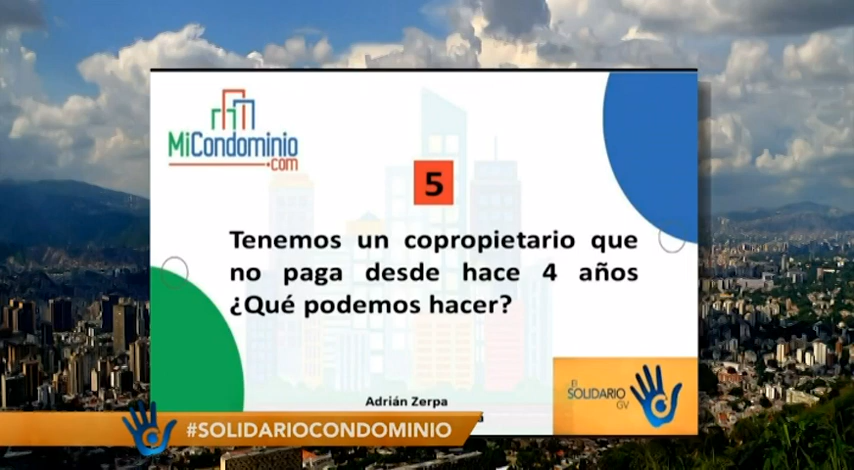 MiCondominio
.com
5
Tenemos un copropietario que
no paga desde hace 4 años
¿Qué podemos hacer?
EL
SOLIDARIO
GV
Adrián Zerpa
#SOLIDARIOCONDOMINIO